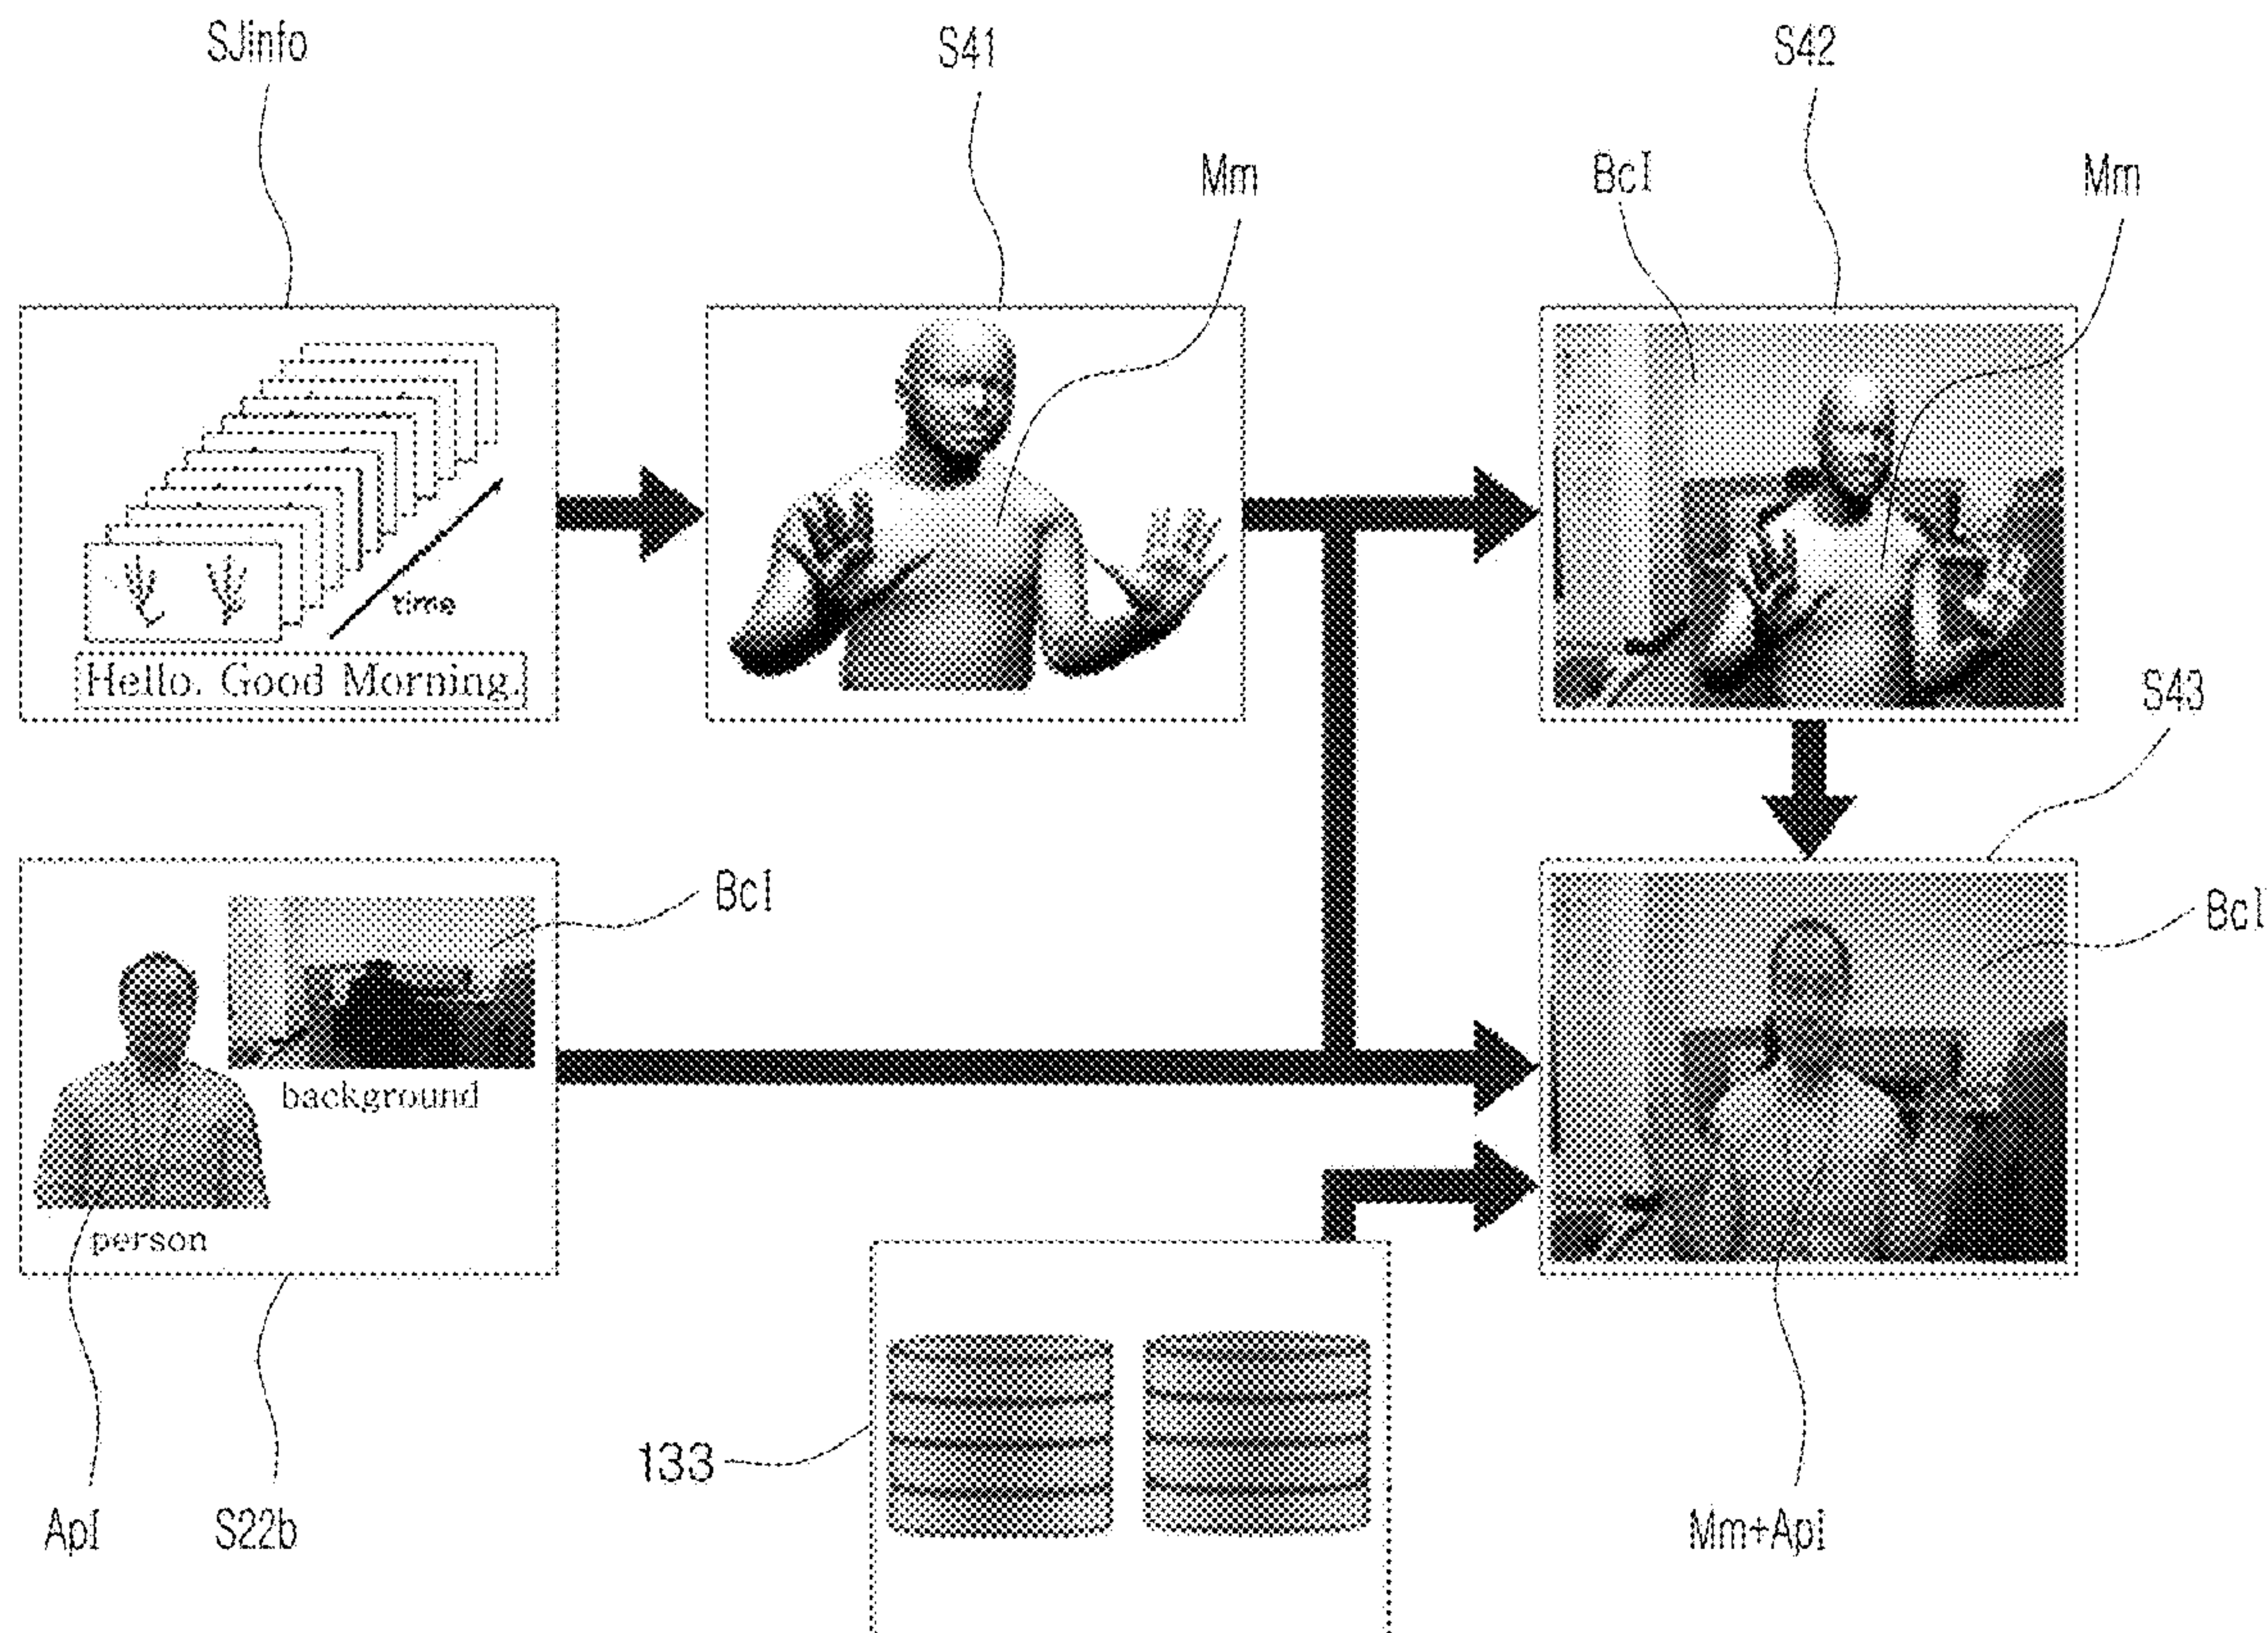 SJinfo
S41
S42
Mm
BcI
Mm
time
Hello. Good Morning.
S43
BcI
BcI
background
person
133
ApI
S22b
Mm+ApI